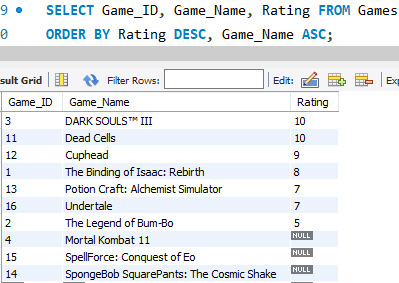 9 SELECT Game_ID, Game_Name, Rating FROM Games
0 ORDER BY Rating DESC, Game_Name ASC;
sult Grid Filter Rows: Edit: Exp
Game_ID Game_Name Rating
3 DARK SOULS™ III 10
11 Dead Cells 10
12 Cuphead 9
1 The Binding of Isaac: Rebirth 8
13 Potion Craft: Alchemist Simulator 7
16 Undertale 7
2 The Legend of Bum-Bo 5
4 Mortal Kombat 11 NULL
15 SpellForce: Conquest of Eo NULL
14 SpongeBob SquarePants: The Cosmic Shake NULL